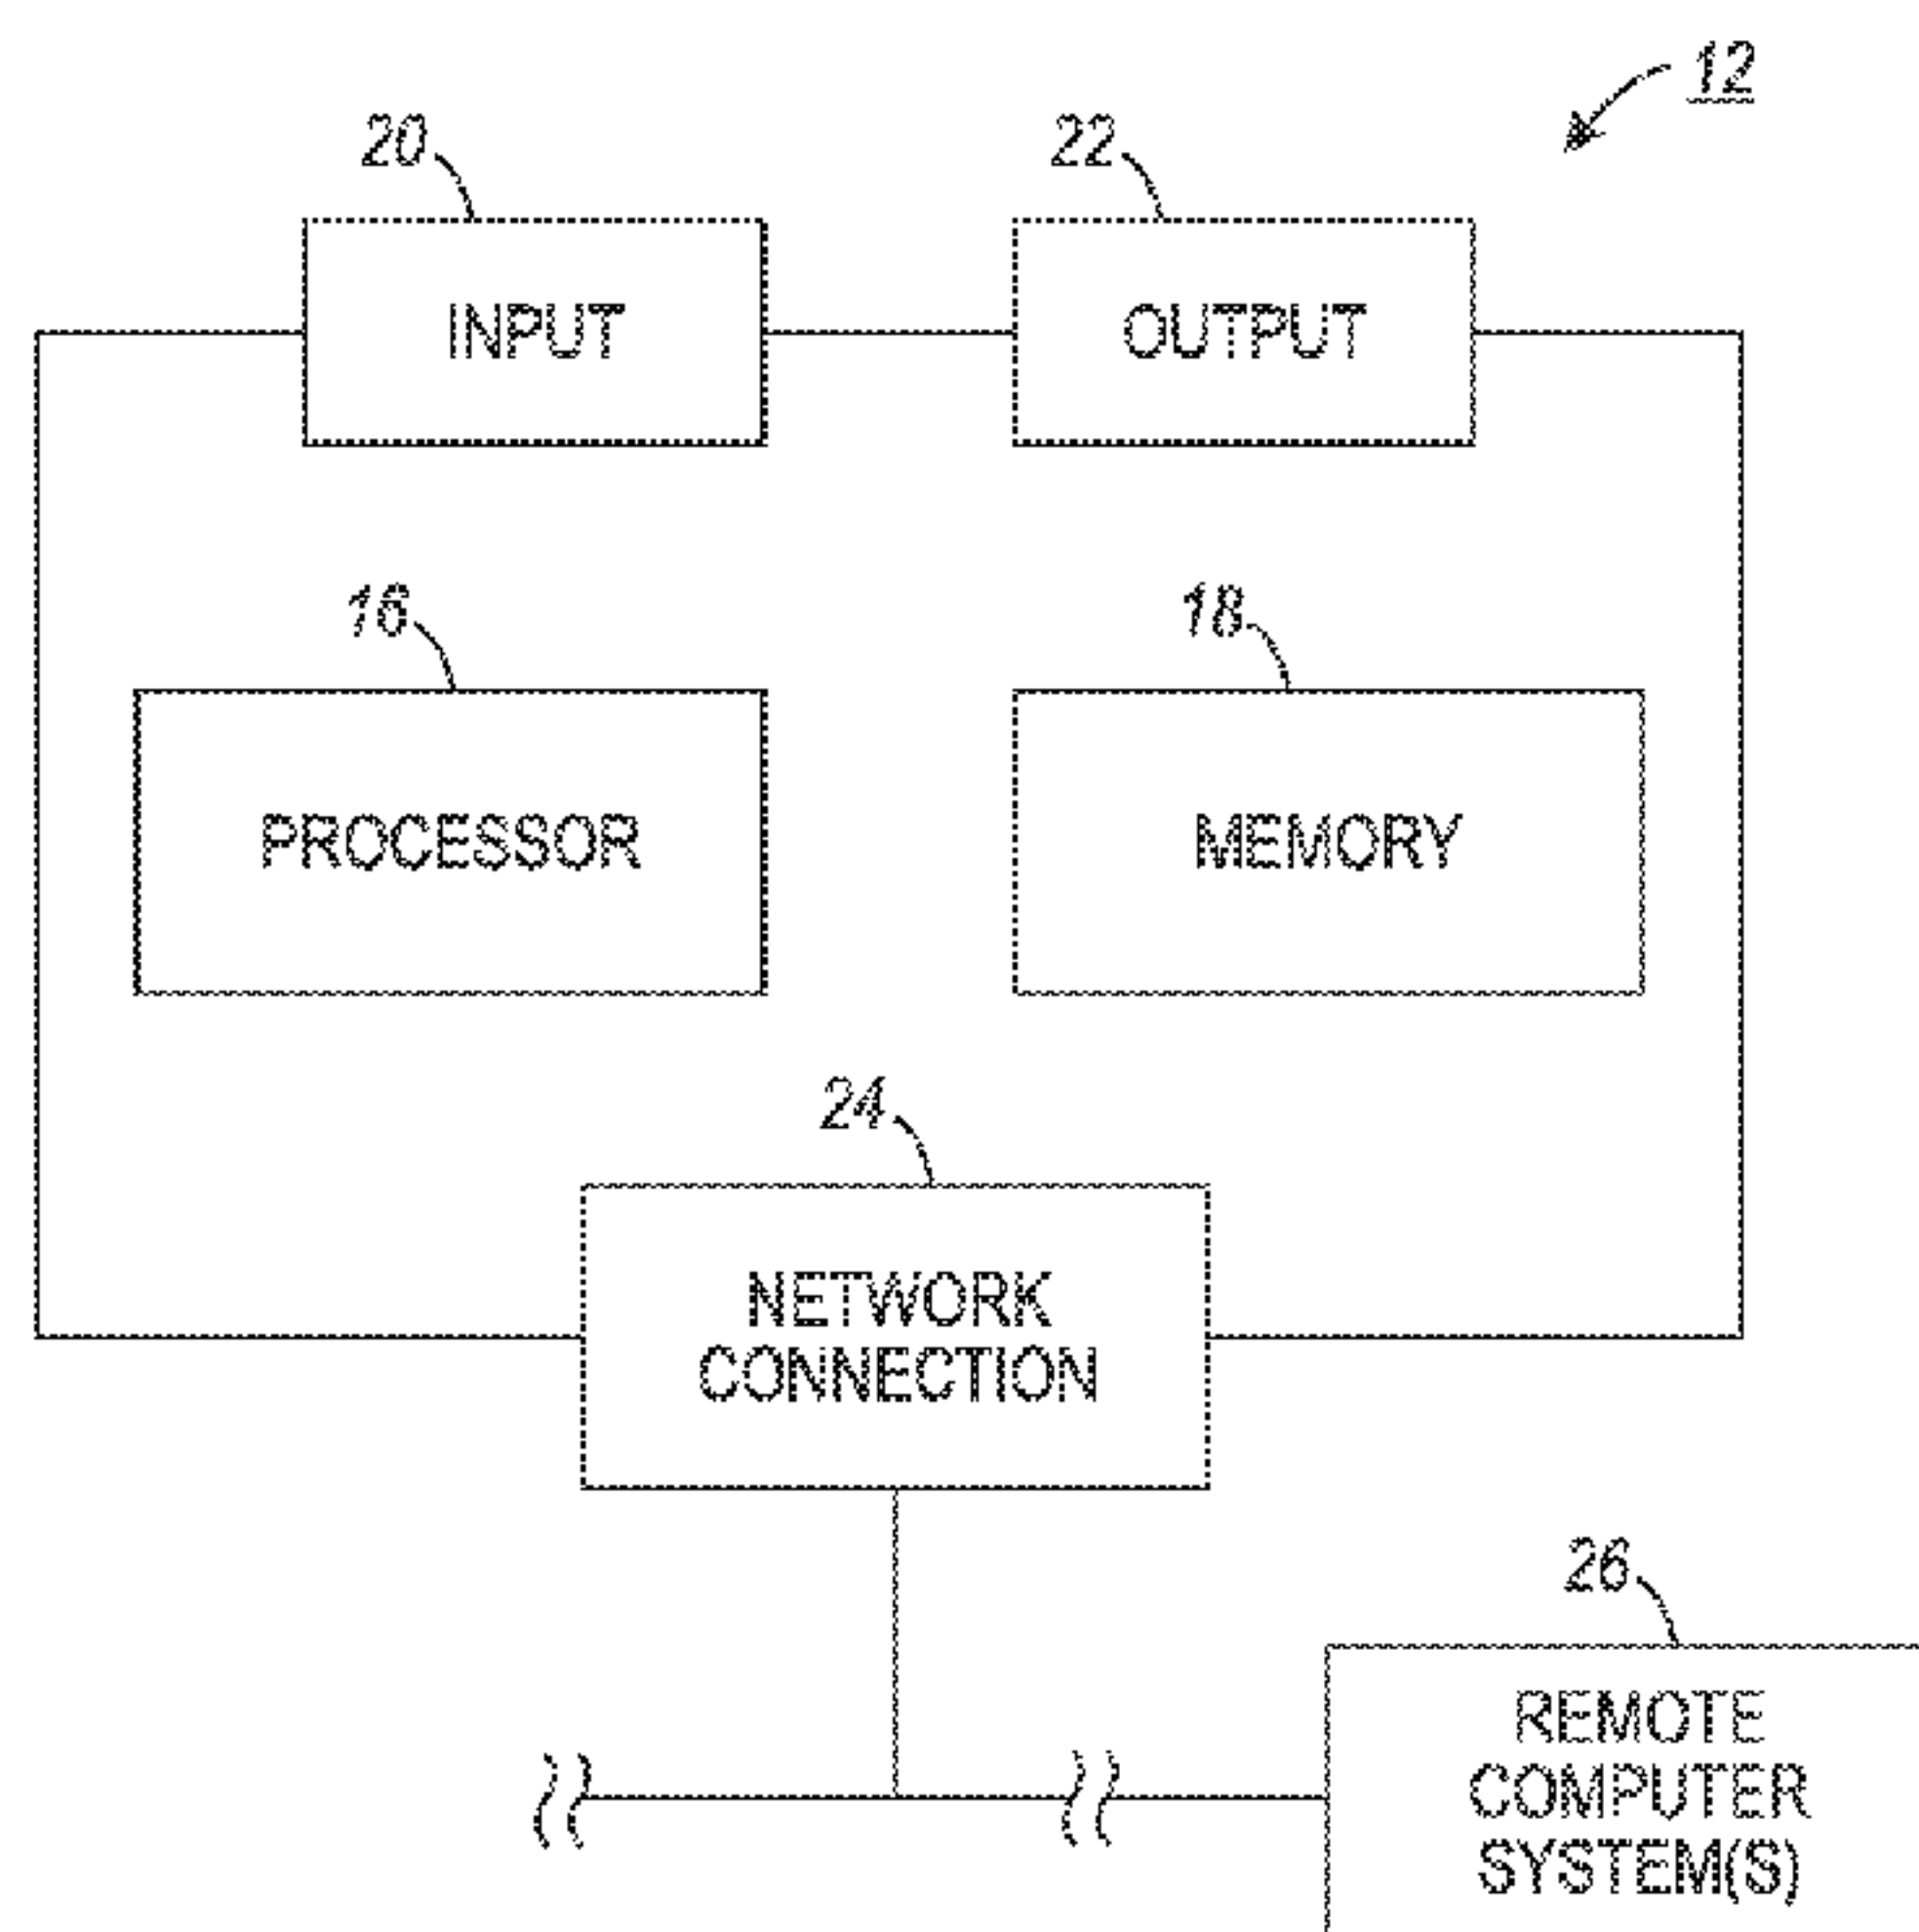 12
20
22
INPUT
OUTPUT
16
18
PROCESSOR
MEMORY
24
NETWORK
CONNECTION
26
REMOTE
COMPUTER
SYSTEM(S)